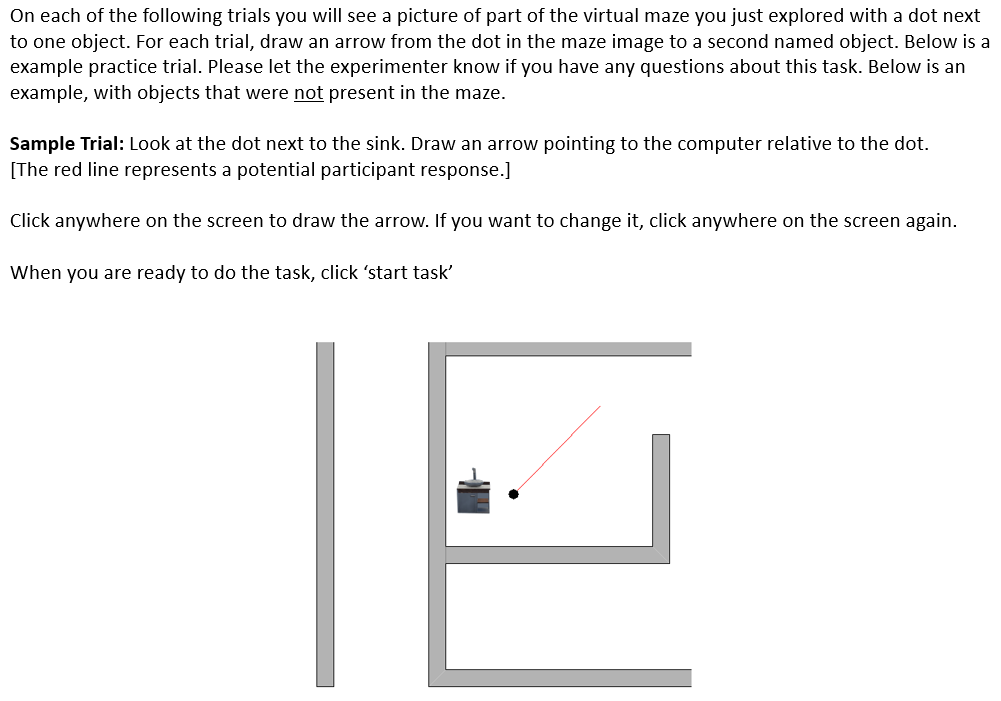 On each of the following trials you will see a picture of part of the virtual maze you just explored with a dot next
to one object. For each trial, draw an arrow from the dot in the maze image to a second named object. Below is a
example practice trial. Please let the experimenter know if you have any questions about this task. Below is an
example, with objects that were not present in the maze.
Sample Trial: Look at the dot next to the sink. Draw an arrow pointing to the computer relative to the dot.
[The red line represents a potential participant response.]
Click anywhere on the screen to draw the arrow. If you want to change it, click anywhere on the screen again.
When you are ready to do the task, click ‘start task’